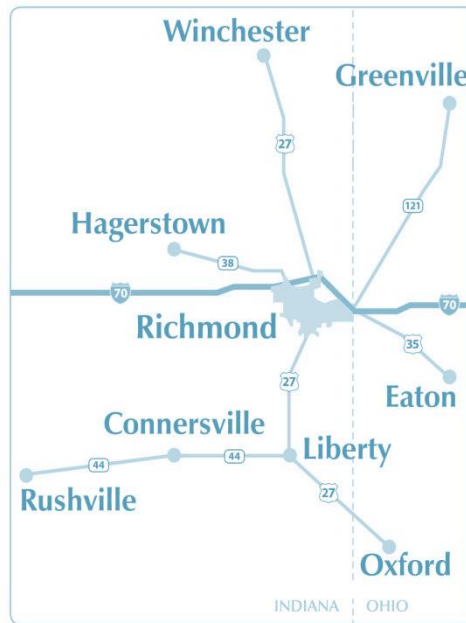 Winchester
Greenville
27
121
Hagerstown
38
70
70
Richmond
35
27
Eaton
Connersville
44
44
Liberty
Rushville
27
Oxford
INDIANA OHIO